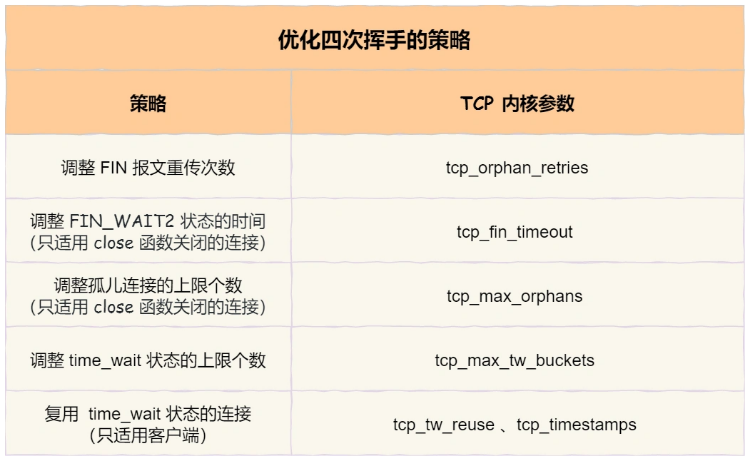 优化四次挥手的策略
策略
TCP 内核参数
调整 FIN 报文重传次数
tcp_orphan_retries
调整 FIN_WAIT2 状态的时间
（只适用 close 函数关闭的连接）
tcp_fin_timeout
调整孤儿连接的上限个数
（只适用 close 函数关闭的连接）
tcp_max_orphans
调整 time_wait 状态的上限个数
tcp_max_tw_buckets
复用 time_wait 状态的连接
（只适用客户端）
tcp_tw_reuse 、tcp_timestamps